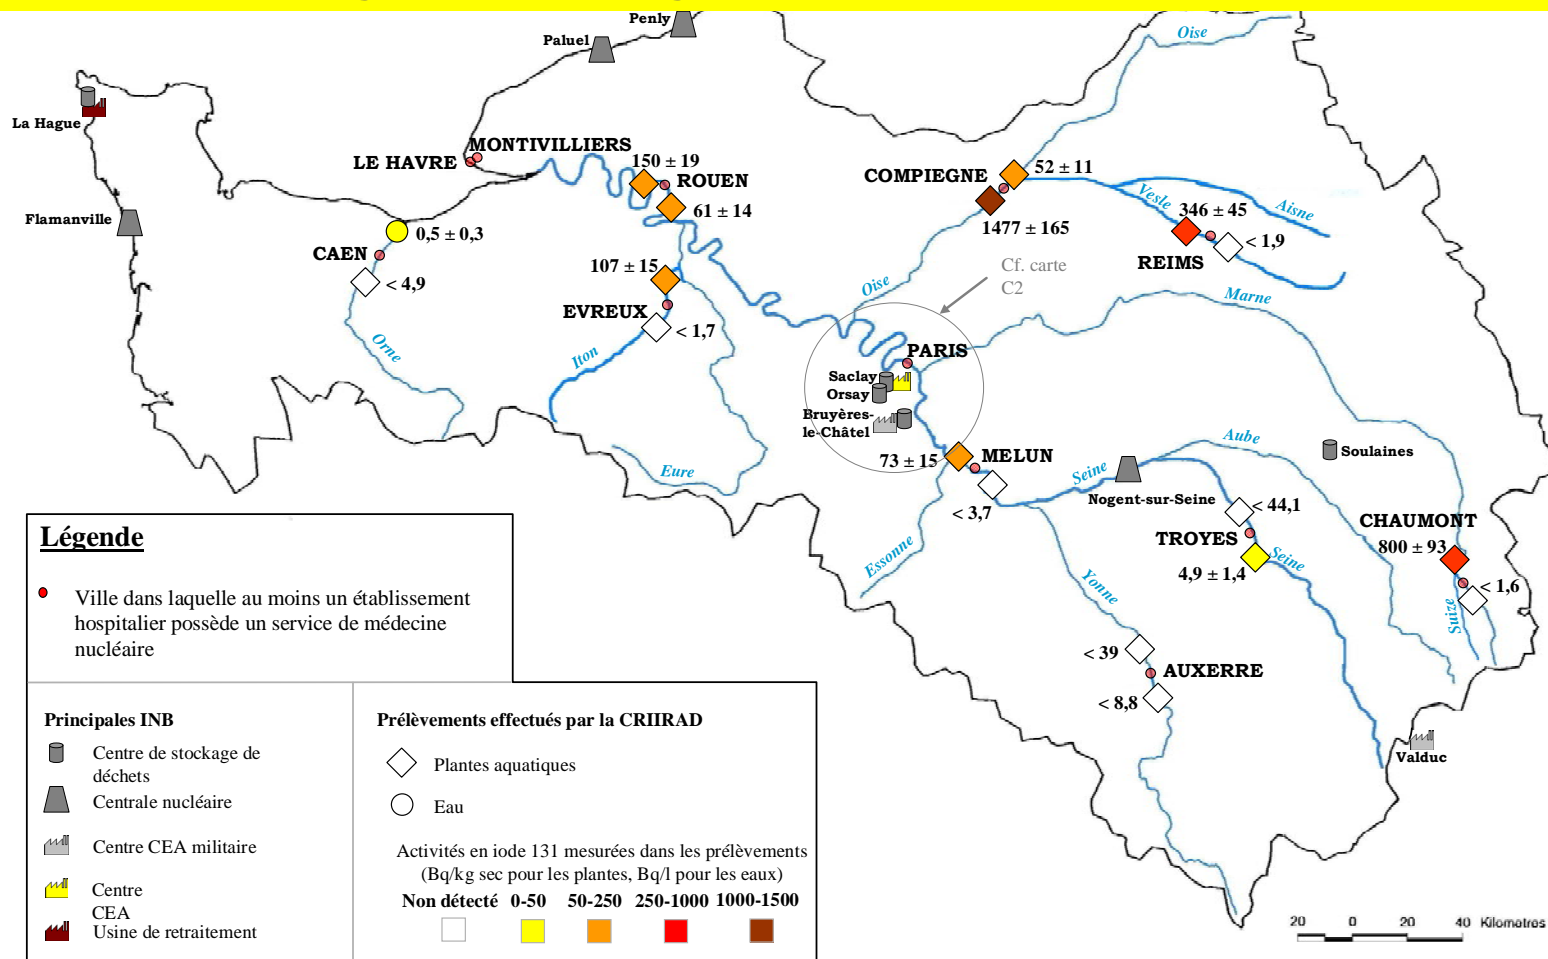 Penly
Paluel
Oise
La Hague
MONTIVILLIERS
LE HAVRE
150 ± 19
ROUEN
61 ± 14
COMPIEGNE
52 ± 11
1477 ± 165
Vesle
Aisne
346 ± 45
< 1,9
REIMS
Flamanville
0,5 ± 0,3
CAEN
< 4,9
107 ± 15
EVREUX
< 1,7
Cf. carte
C2
Oise
Marne
Orne
Iton
PARIS
Saclay
Orsay
Bruyères-
le-Châtel
Eure
73 ± 15
MELUN
< 3,7
Seine
Nogent-sur-Seine
Aube
Soulaines
< 44,1
TROYES
4,9 ± 1,4
Seine
CHAUMONT
800 ± 93
< 1,6
Suize
Essonne
Yonne
< 39
AUXERRE
< 8,8
Valduc
Légende
Ville dans laquelle au moins un établissement
hospitalier possède un service de médecine
nucléaire
Principales INB
Centre de stockage de
déchets
Centrale nucléaire
Centre CEA militaire
Centre
CEA
Usine de retraitement
Prélèvements effectués par la CRIIRAD
Plantes aquatiques
Eau
Activités en iode 131 mesurées dans les prélèvements
(Bq/kg sec pour les plantes, Bq/l pour les eaux)
Non détecté 0-50 50-250 250-1000 1000-1500
20 0 20 40 Kilometres